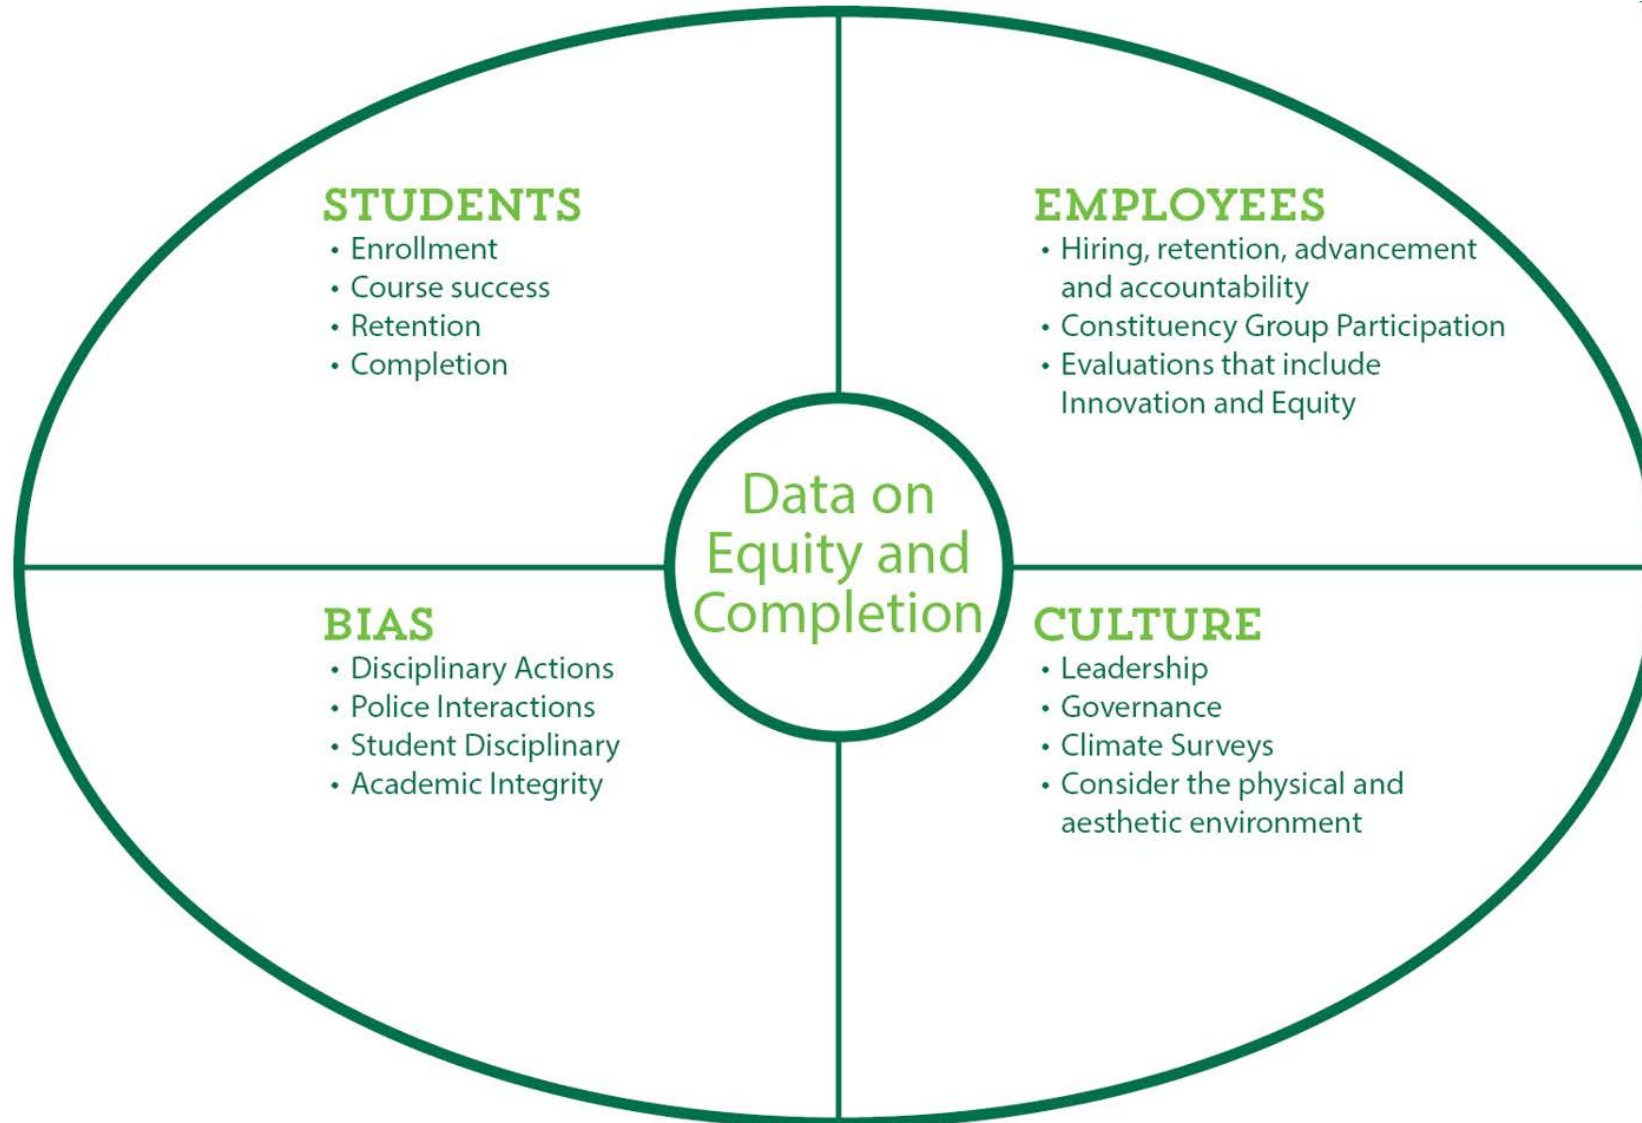 STUDENTS
• Enrollment
• Course success
• Retention
• Completion
EMPLOYEES
• Hiring, retention, advancement
and accountability
• Constituency Group Participation
• Evaluations that include
Innovation and Equity
Data on
Equity and
Completion
BIAS
• Disciplinary Actions
• Police Interactions
• Student Disciplinary
• Academic Integrity
CULTURE
• Leadership
• Governance
• Climate Surveys
• Consider the physical and
aesthetic environment